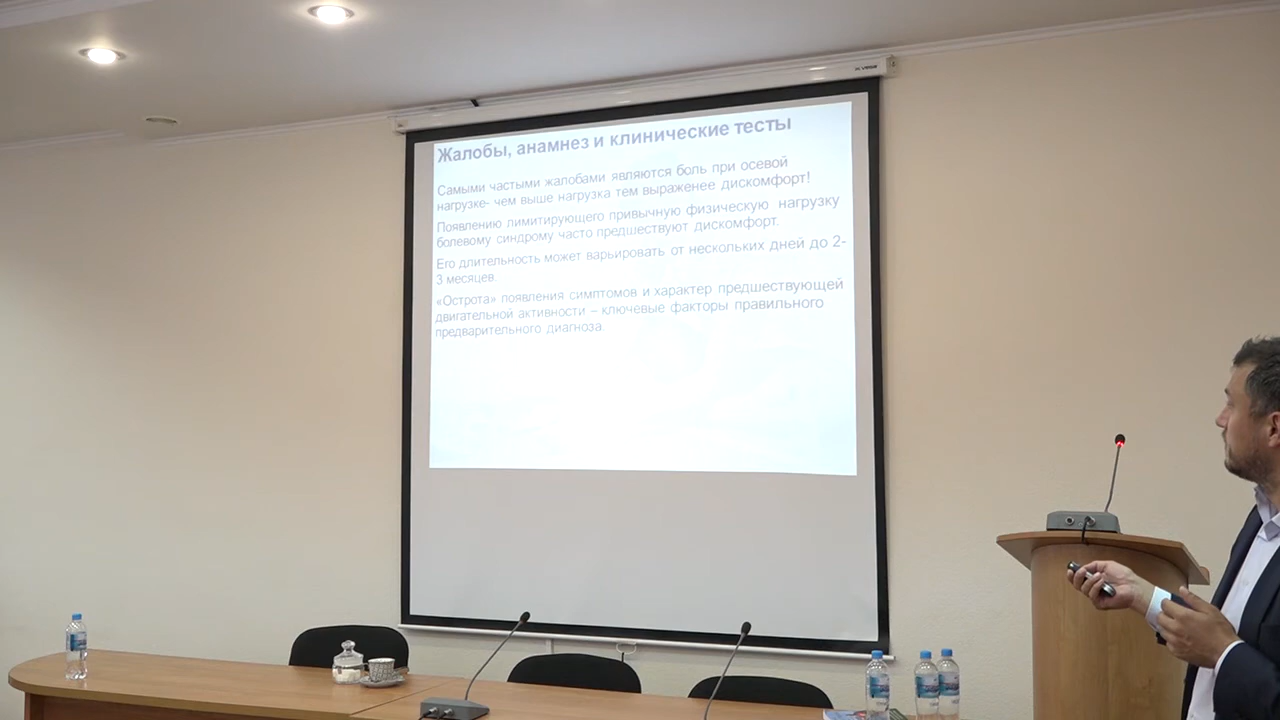 Жалобы, анамнез и клинические тесты
Самыми частыми жалобами являются боль при осевой
нагрузке- чем выше нагрузка тем выраженее дискомфорт!
Появлению лимитирующего привычную физическую нагрузку
болевому синдрому часто предшествуют дискомфорт.
Его длительность может варьировать от нескольких дней до 2-
3 месяцев.
«Острота» появления симптомов и характер предшествующей
двигательной активности – ключевые факторы правильного
предварительного диагноза.